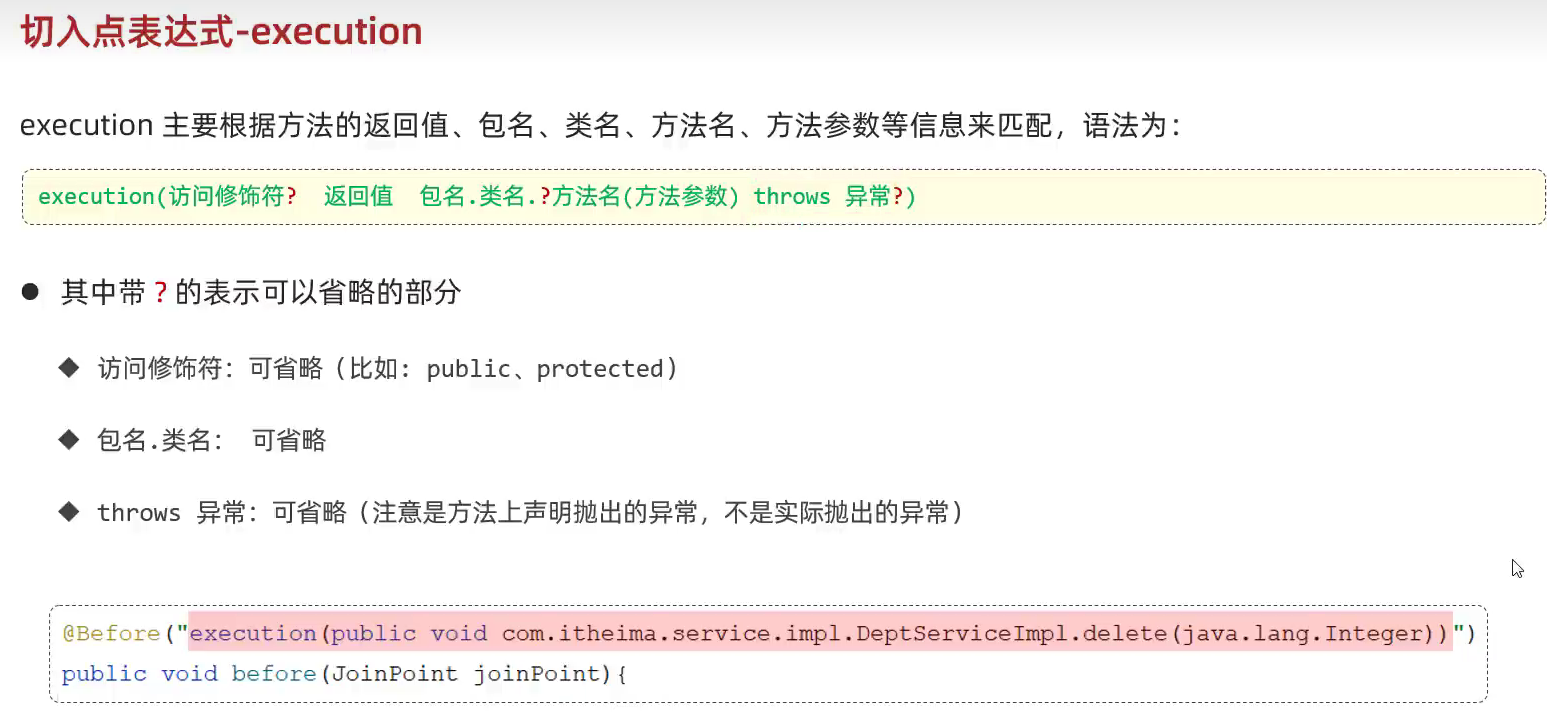 切入点表达式-execution
execution 主要根据方法的返回值、包名、类名、方法名、方法参数等信息来匹配，语法为：
execution(访问修饰符?  返回值  包名.类名.?方法名(方法参数) throws 异常?)
● 其中带 ? 的表示可以省略的部分
◆ 访问修饰符：可省略（比如: public、protected）
◆ 包名.类名： 可省略
◆ throws 异常：可省略（注意是方法上声明抛出的异常，不是实际抛出的异常）
@Before("execution(public void com.itheima.service.impl.DeptServiceImpl.delete(java.lang.Integer))")
public void before(JoinPoint joinPoint){